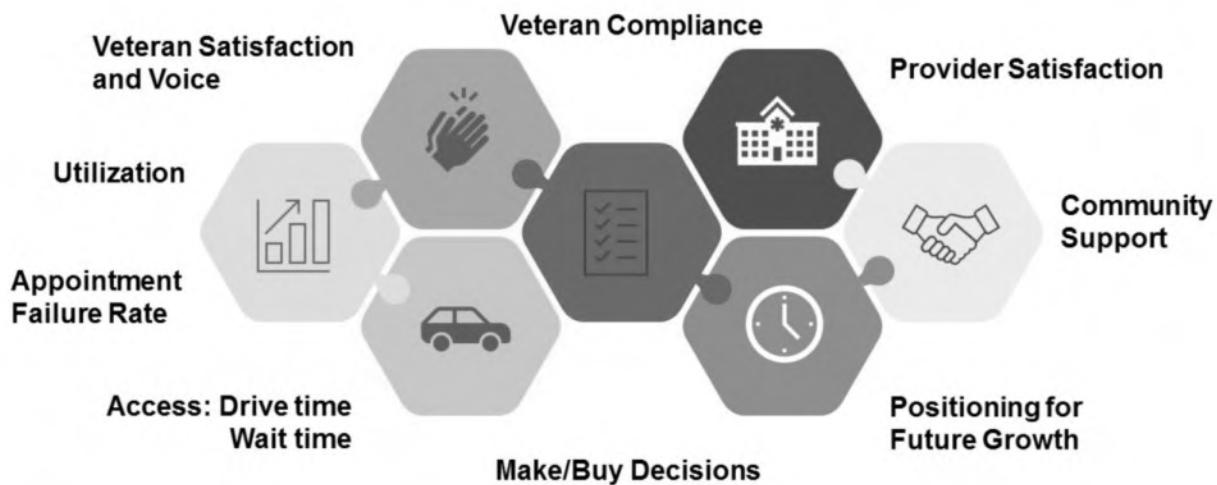 Veteran Compliance
Veteran Satisfaction
and Voice
Provider Satisfaction
Utilization
Community
Support
Appointment
Failure Rate
Access: Drive time
Wait time
Positioning for
Future Growth
Make/Buy Decisions